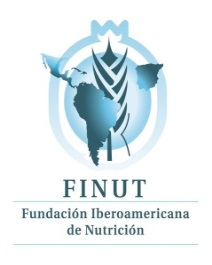 FINUT
Fundación Iberoamericana
de Nutrición